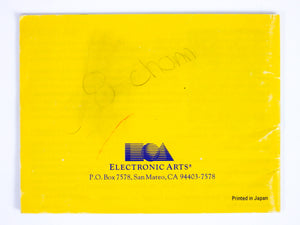 ELECTRONIC ARTS®
P.O. Box 7578, San Mateo, CA 94403-7578
Printed in Japan